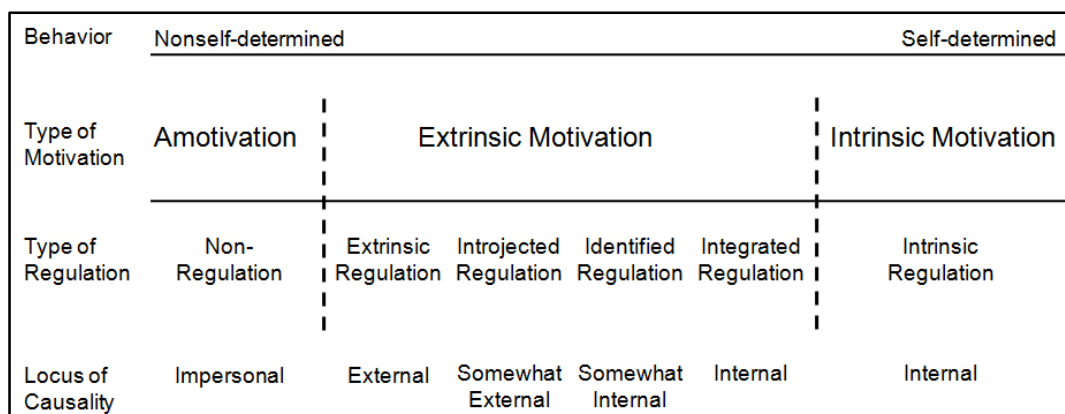 Behavior
Nonself-determined
Self-determined
Type of
Motivation
Amotivation
Extrinsic Motivation
Intrinsic Motivation
Type of
Regulation
Non-
Regulation
Extrinsic
Regulation
Introjected
Regulation
Identified
Regulation
Integrated
Regulation
Intrinsic
Regulation
Locus of
Causality
Impersonal
External
Somewhat
External
Somewhat
Internal
Internal
Internal